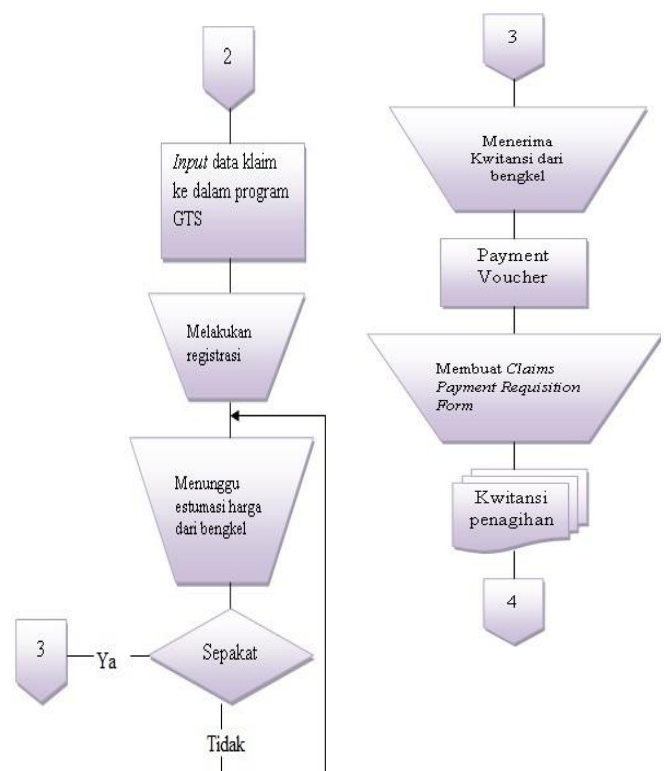 2
Input data klaim
ke dalam program
GTS
Melakukan
registrasi
Menunggu
estumasi harga
dari bengkel
Sepakat
Ya
3
Tidak
3
Menerima
Kwitansi dari
bengkel
Payment
Voucher
Membuat Claims
Payment Requisition
Form
Kwitansi
penagihan
4